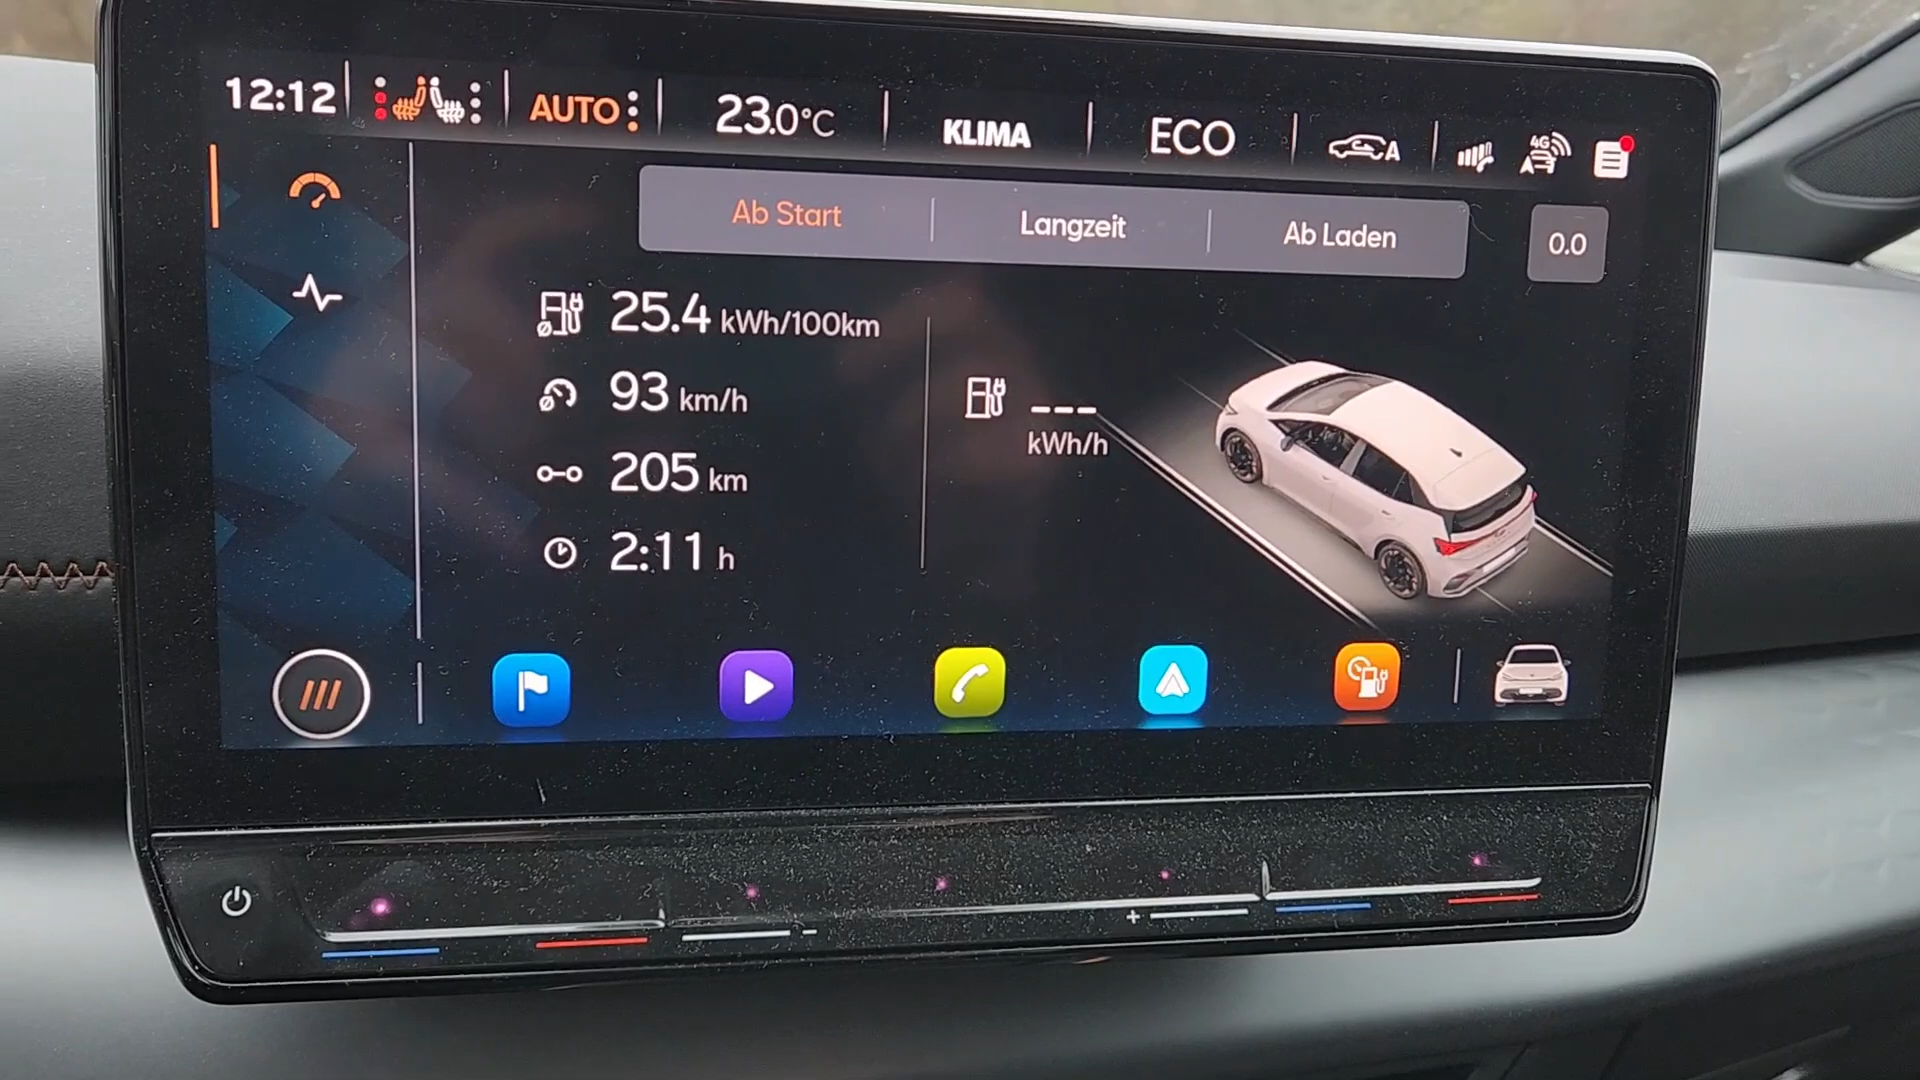 12:12 AUTO 23.0°C KLIMA ECO A 4G
Ab Start Langzeit Ab Laden 0.0
25.4 kWh/100km
93 km/h
--- kWh/h
205 km
2:11 h
- +